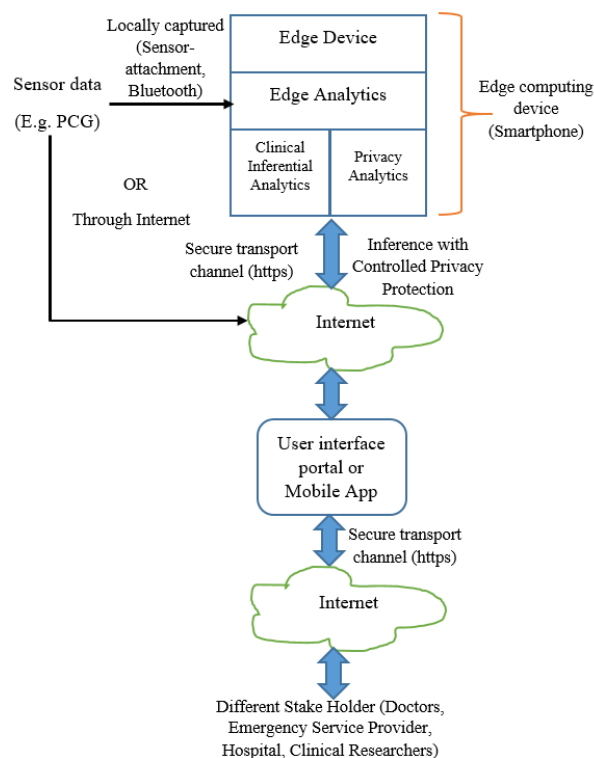 Locally captured
(Sensor-
attachment,
Bluetooth)
Sensor data
(E.g. PCG)
OR
Through Internet
Edge Device
Edge Analytics
Clinical
Inferential
Analytics
Privacy
Analytics
Edge computing
device
(Smartphone)
Secure transport
channel (https)
Inference with
Controlled Privacy
Protection
Internet
User interface
portal or
Mobile App
Secure transport
channel (https)
Internet
Different Stake Holder (Doctors,
Emergency Service Provider,
Hospital, Clinical Researchers)